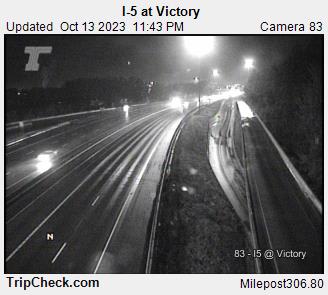 I-5 at Victory
Updated Oct 13 2023 11:43 PM Camera 83
T
N
83 - I5 @ Victory
TripCheck.com Milepost306.80